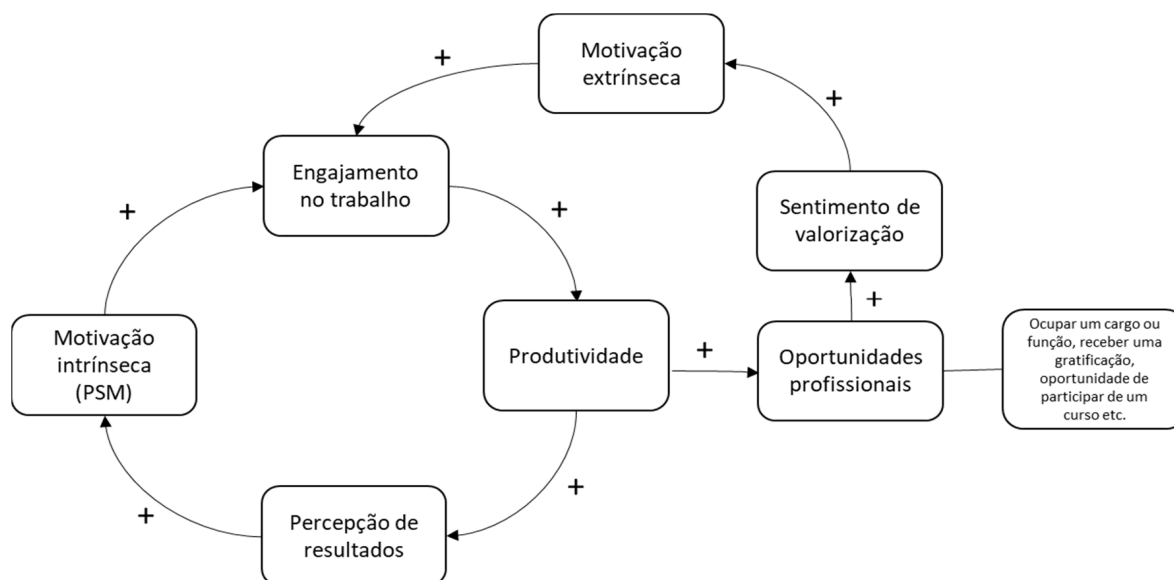 Motivação
extrínseca
+
+
Engajamento
no trabalho
Sentimento de
valorização
+
+
+
Motivação
intrínseca
(PSM)
Produtividade
+
Oportunidades
profissionais
Ocupar um cargo ou
função, receber uma
gratificação,
oportunidade de
participar de um
curso etc.
+
+
Percepção de
resultados